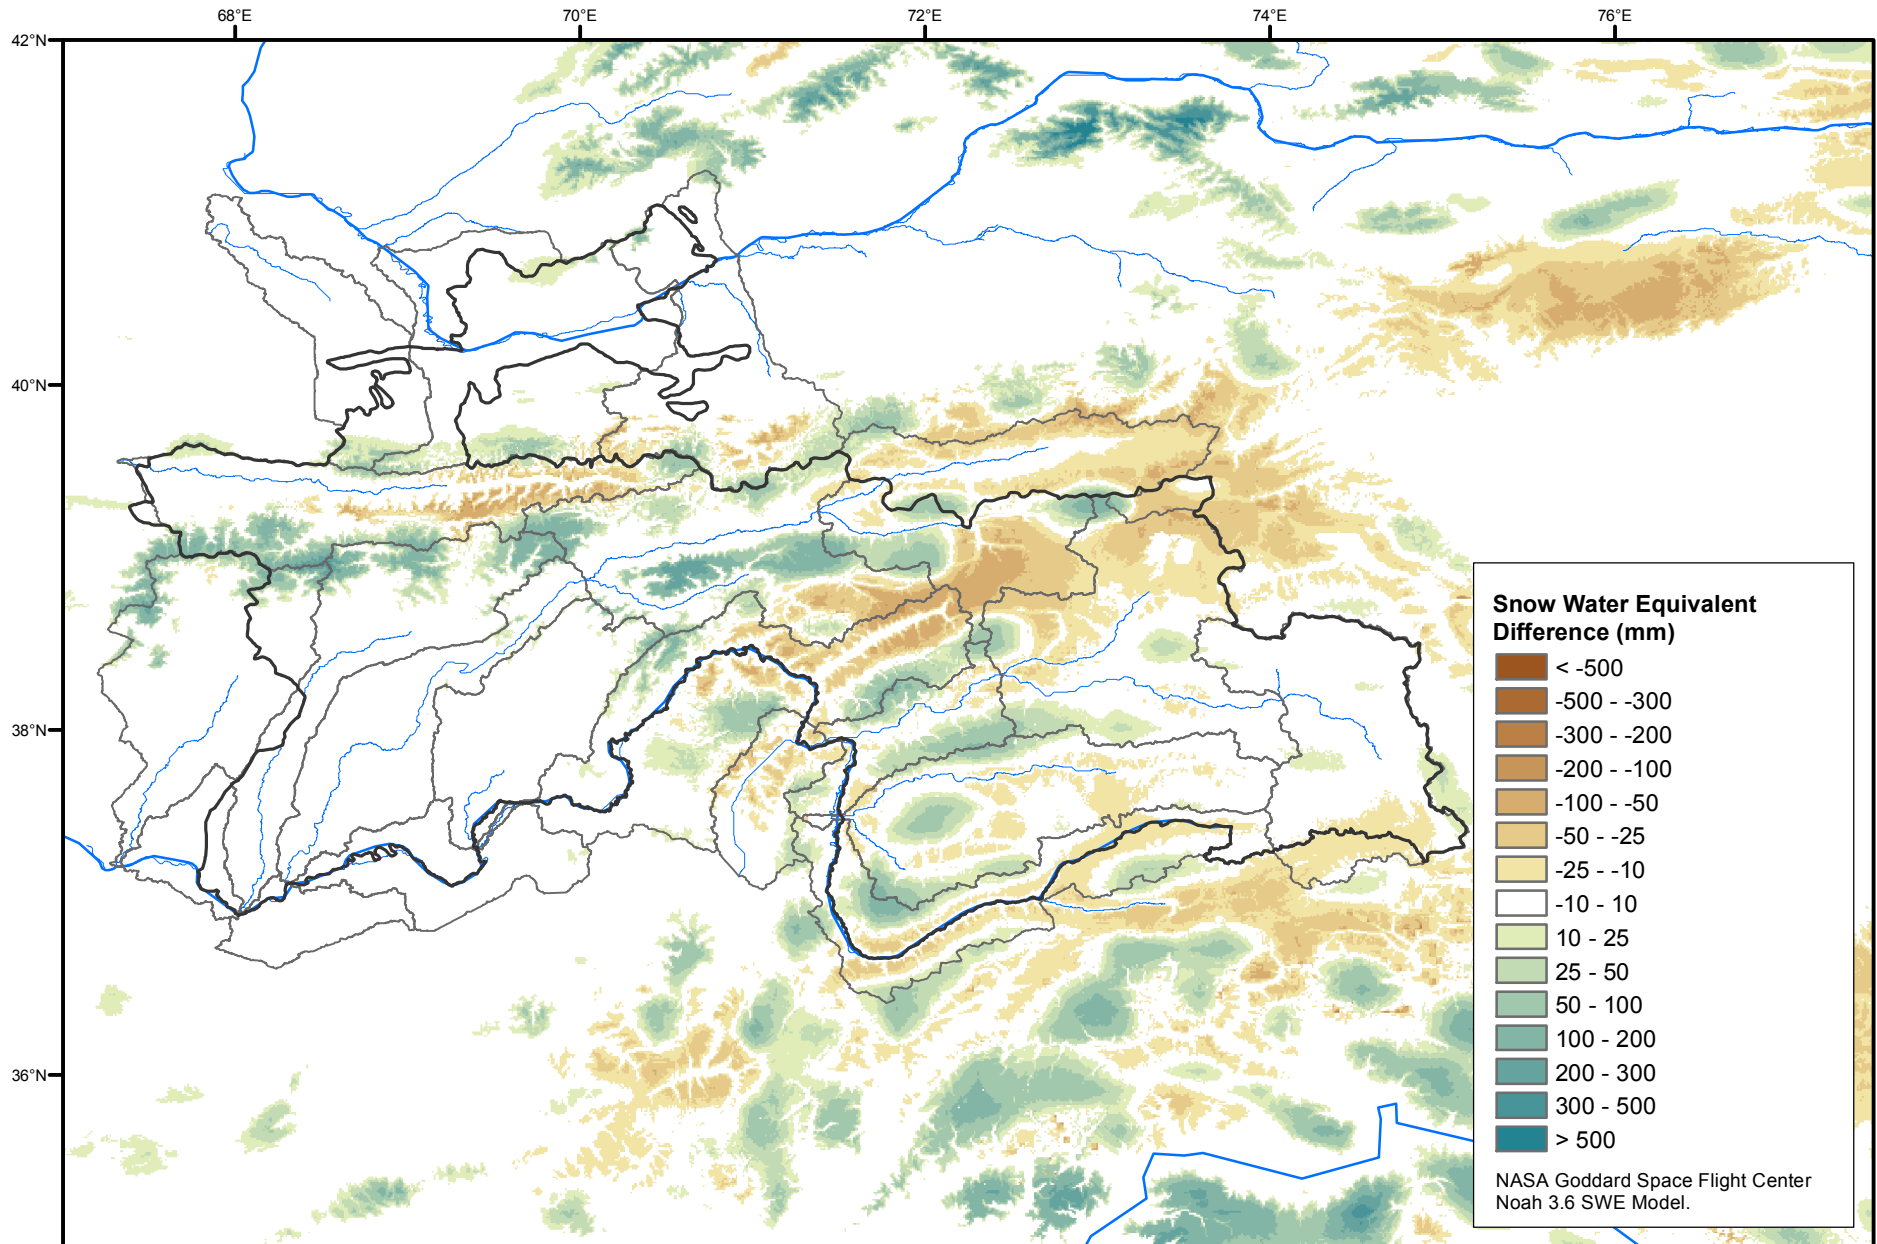 68°E
70°E
72°E
74°E
76°E
42°N
40°N
38°N
36°N
Snow Water Equivalent
Difference (mm)
< -500
-500 - -300
-300 - -200
-200 - -100
-100 - -50
-50 - -25
-25 - -10
-10 - 10
10 - 25
25 - 50
50 - 100
100 - 200
200 - 300
300 - 500
> 500
NASA Goddard Space Flight Center
Noah 3.6 SWE Model.